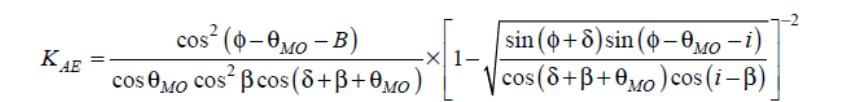 K_{AE} = \frac{\cos^2(\phi - \theta_{MO} - B)}{\cos\theta_{MO} \cos^2\beta \cos(\delta + \beta + \theta_{MO})} \times \left[ 1 - \sqrt{\frac{\sin(\phi + \delta)\sin(\phi - \theta_{MO} - i)}{\cos(\delta + \beta + \theta_{MO})\cos(i - \beta)}} \right]^{-2}